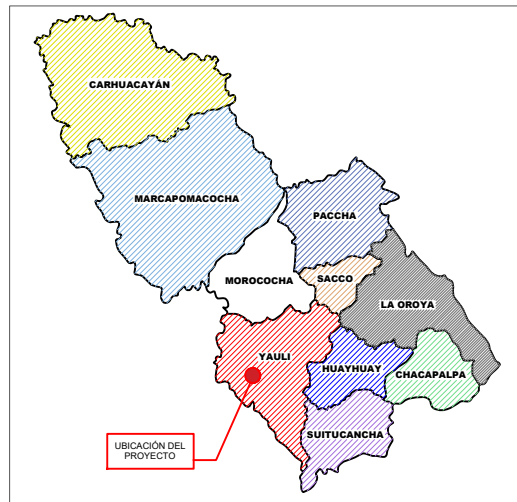 CARHUACAYÁN
MARCAPOMACOCHA
PACCHA
MOROCOCHA
SACCO
LA OROYA
YAULI
HUAYHUAY
CHACAPALPA
SUITUCANCHA
UBICACIÓN DEL
PROYECTO